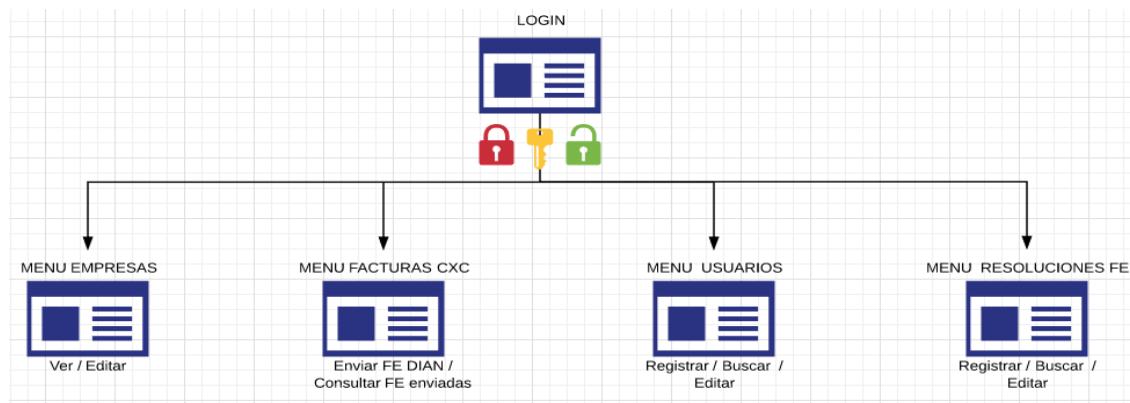 LOGIN
MENU EMPRESAS
Ver / Editar
MENU FACTURAS CXC
Enviar FE DIAN /
Consultar FE enviadas
MENU USUARIOS
Registrar / Buscar /
Editar
MENU RESOLUCIONES FE
Registrar / Buscar /
Editar